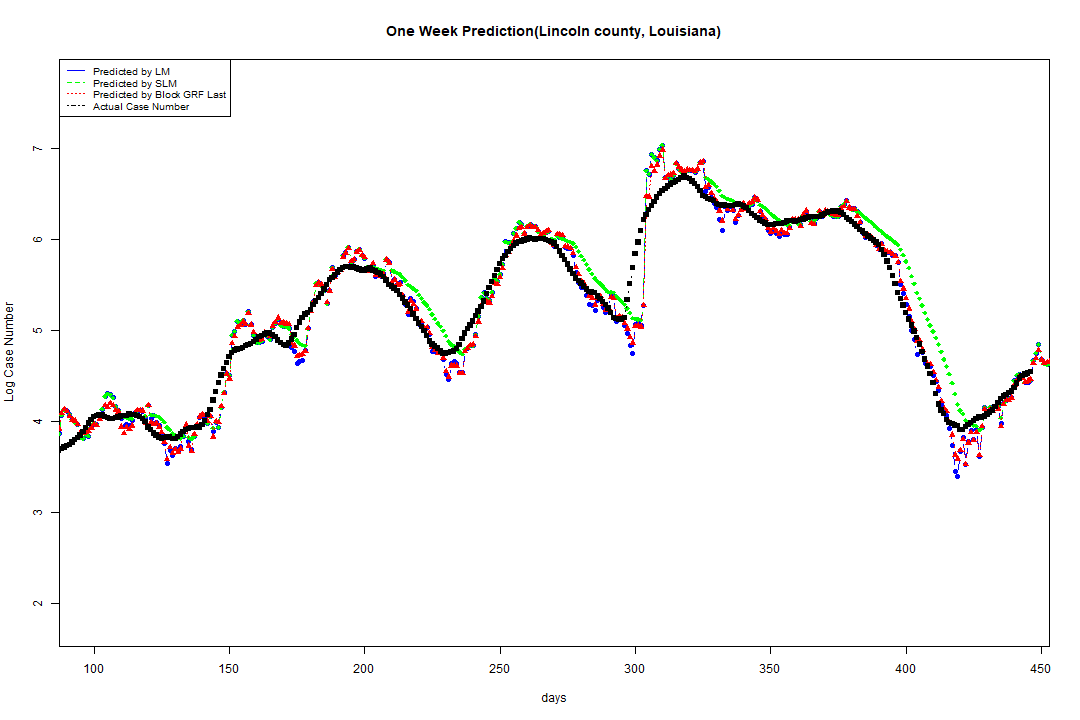 One Week Prediction(Lincoln county, Louisiana)
Predicted by LM
Predicted by SLM
Predicted by Block GRF Last
Actual Case Number
Log Case Number
7
6
5
4
3
2
100 150 200 250 300 350 400 450
days